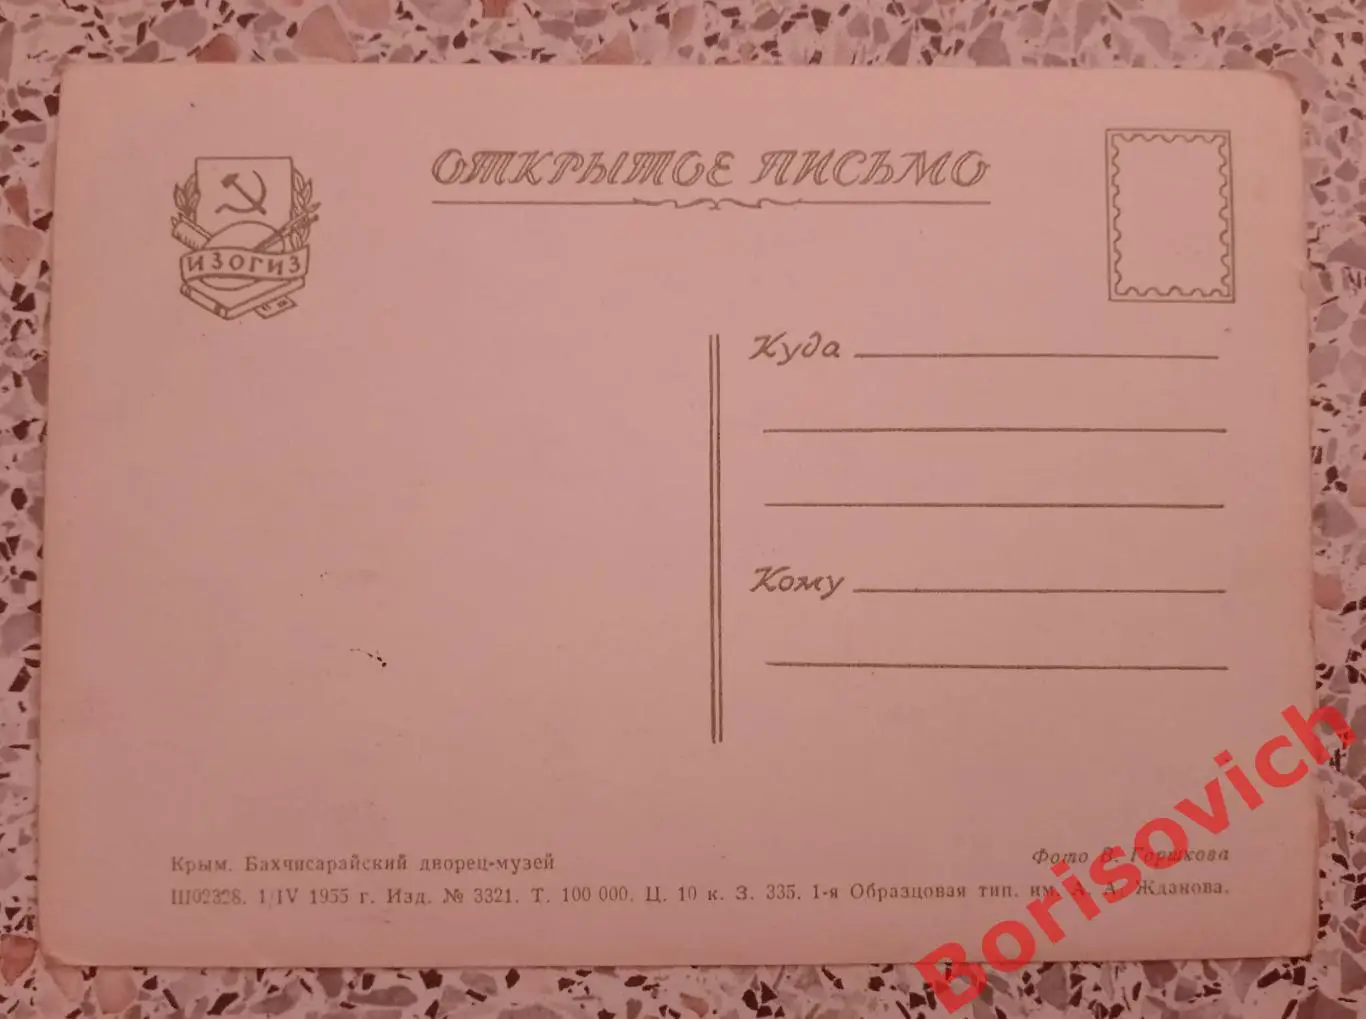 ОТКРЫТОЕ ПИСЬМО
ИЗОГИЗ
Куда
Кому
Крым. Бахчисарайский дворец-музей
Фото В. Горшкова
Ш02328. 1/IV 1955 г. Изд. № 3321. Т. 100 000. Ц. 10 к. З. 335. 1-я Образцовая тип. им. А. А. Жданова.
Borisovich